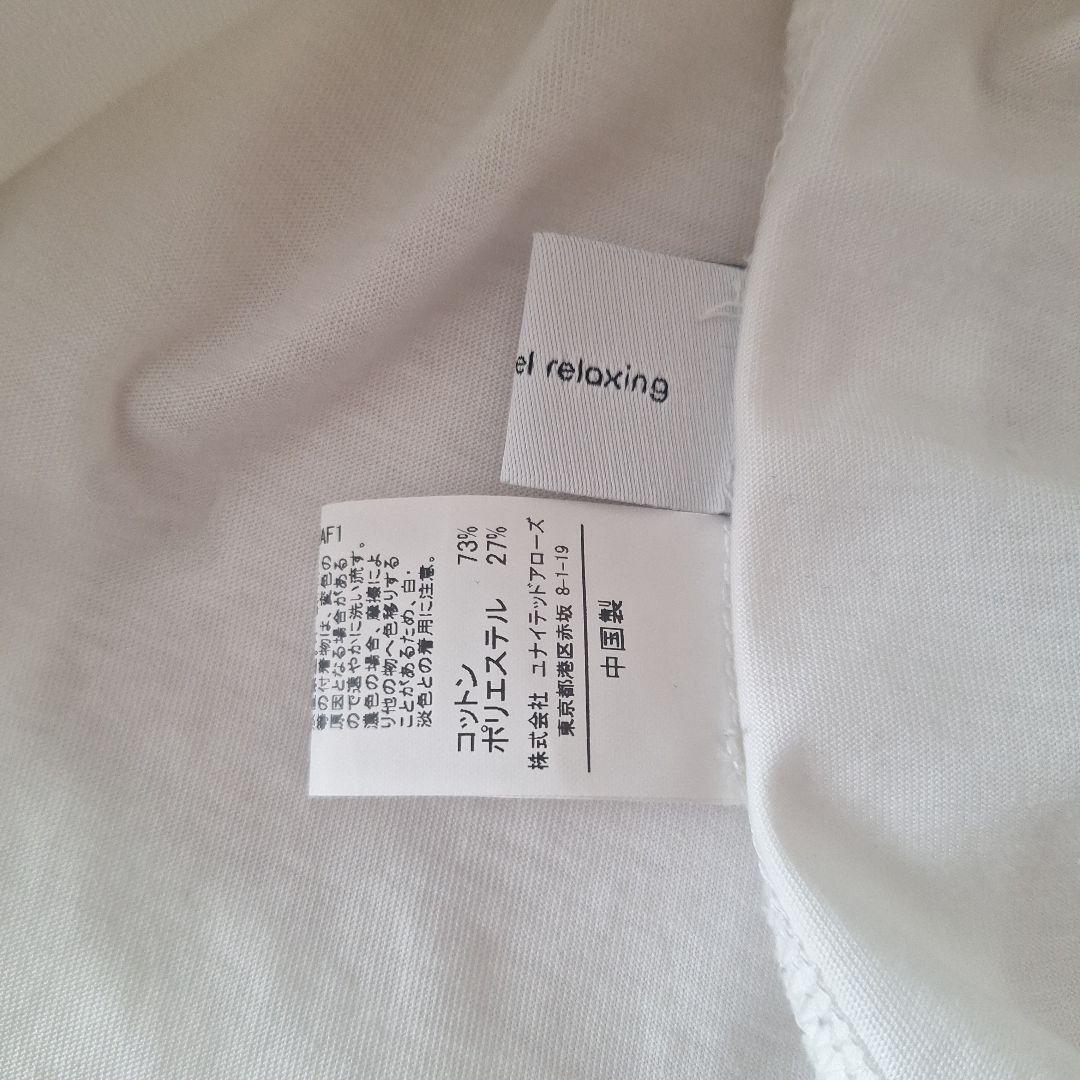 el relaxing
AF1
等の付着物は、変色の
原因となる場合がある
ので速やかに洗い流す。
濃色の場合、摩擦によ
り他の物へ色移りする
ことがあるため、白.
淡色との着用に注意。
コットン 73%
ポリエステル 27%
株式会社 ユナイテッドアローズ
東京都港区赤坂 8-1-19
中国製